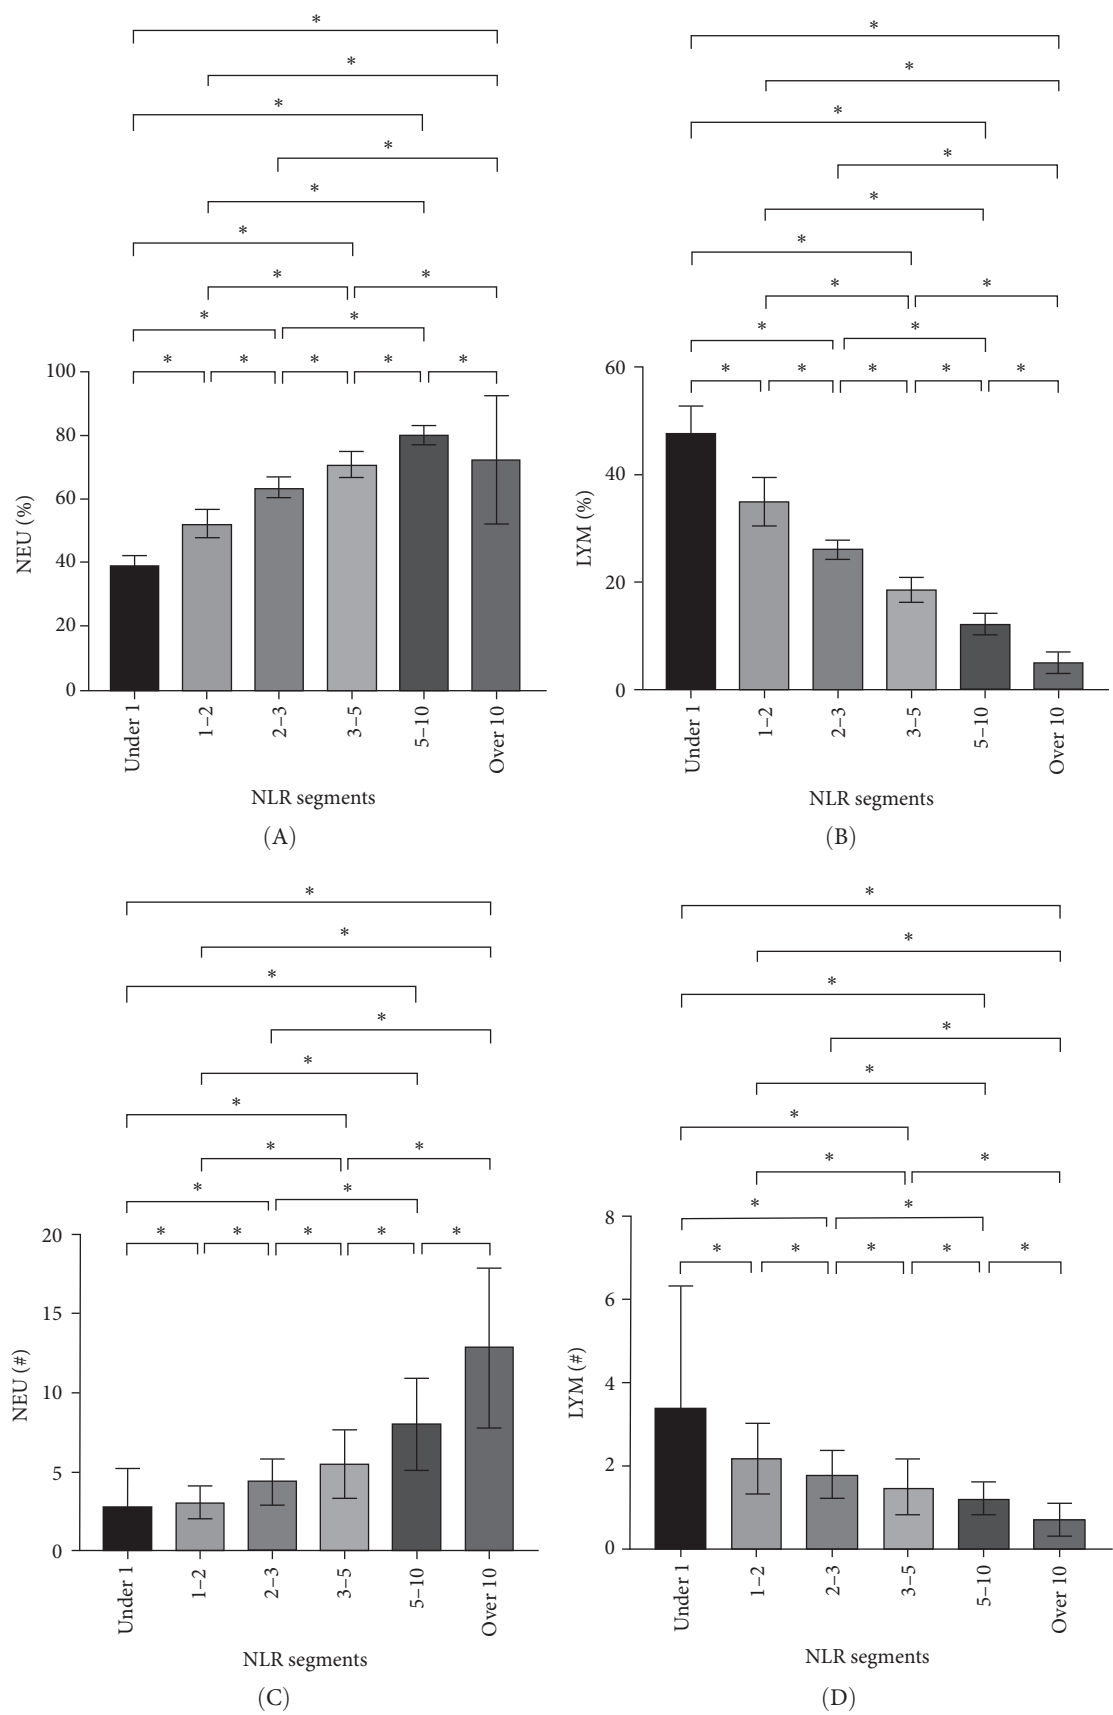 * * * * * * * * * * * * * * *
NEU (%)
100
80
60
40
20
0
Under 1 1–2 2–3 3–5 5–10 Over 10
NLR segments
(A)
* * * * * * * * * * * * * * *
LYM (%)
60
40
20
0
Under 1 1–2 2–3 3–5 5–10 Over 10
NLR segments
(B)
* * * * * * * * * * * * * * *
NEU (#)
20
15
10
5
0
Under 1 1–2 2–3 3–5 5–10 Over 10
NLR segments
(C)
* * * * * * * * * * * * * * *
LYM (#)
8
6
4
2
0
Under 1 1–2 2–3 3–5 5–10 Over 10
NLR segments
(D)